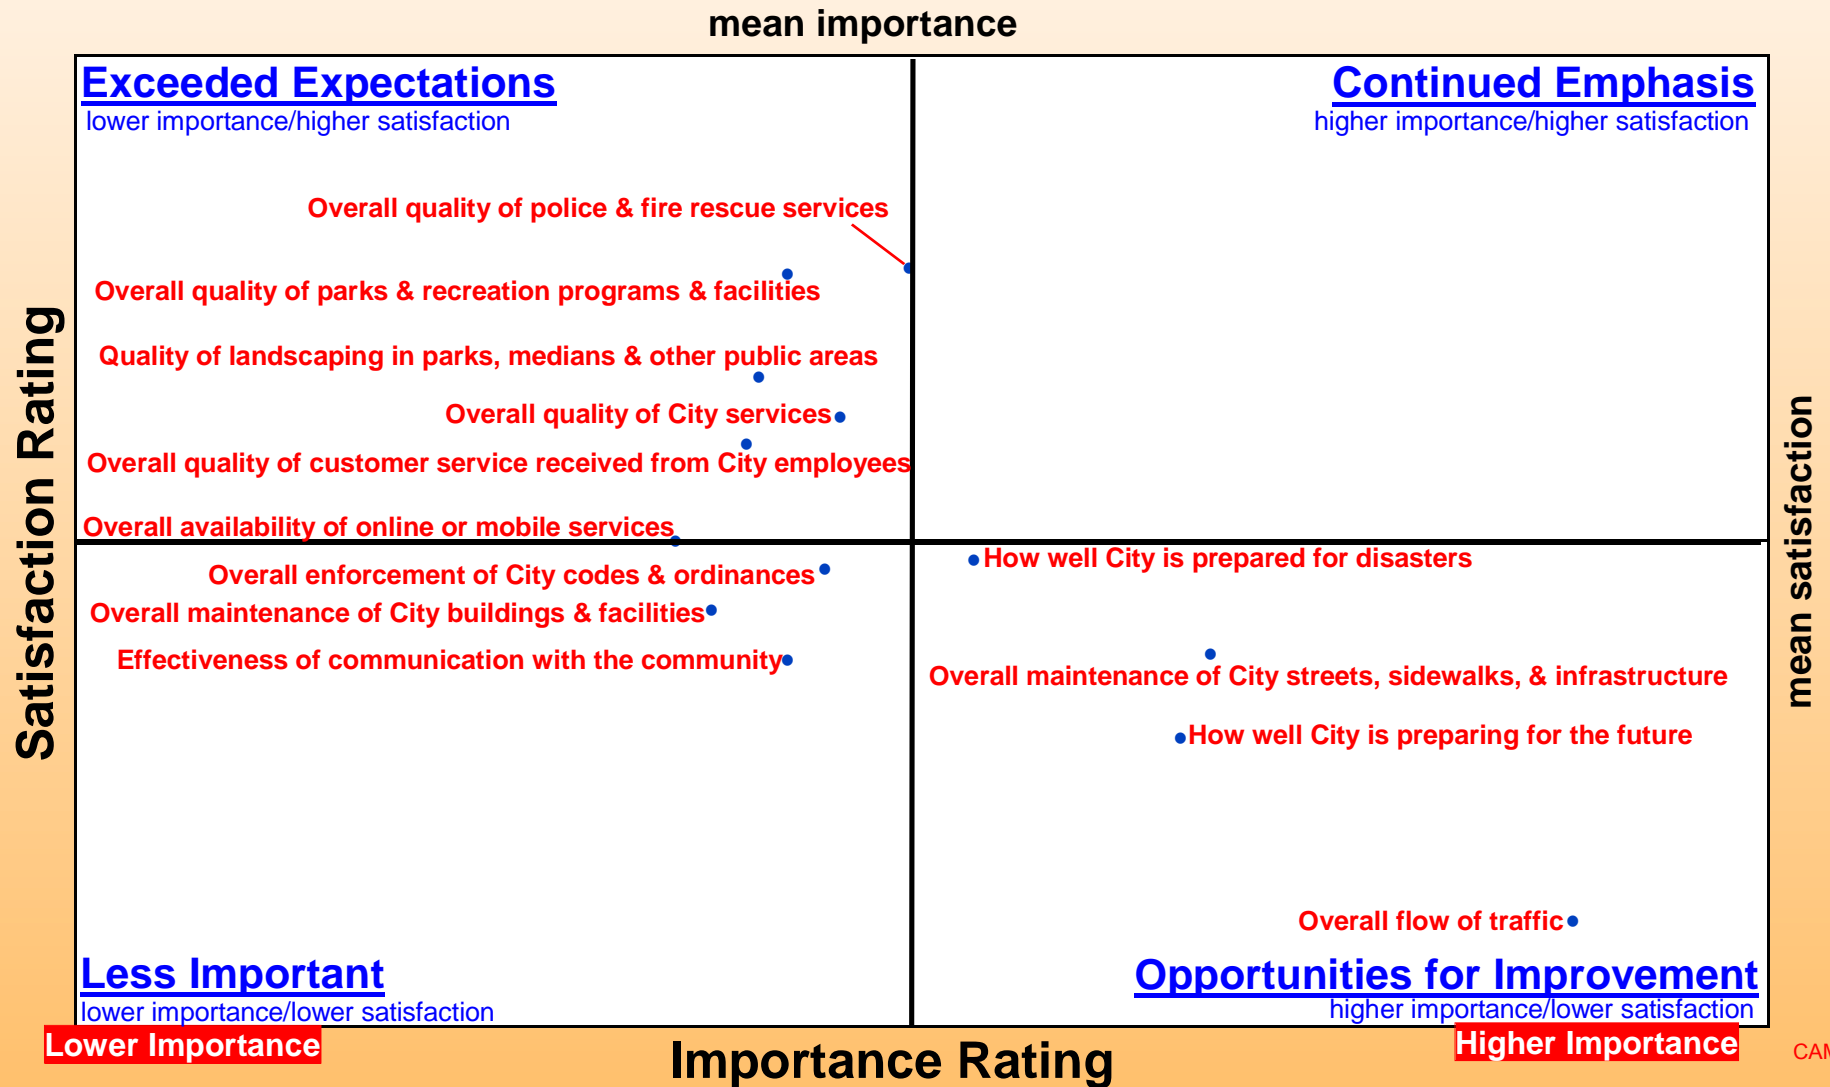 mean importance
Exceeded Expectations
lower importance/higher satisfaction
Continued Emphasis
higher importance/higher satisfaction
Overall quality of police & fire rescue services
Overall quality of parks & recreation programs & facilities
Quality of landscaping in parks, medians & other public areas
Overall quality of City services
Overall quality of customer service received from City employees
Overall availability of online or mobile services
How well City is prepared for disasters
Overall enforcement of City codes & ordinances
Overall maintenance of City buildings & facilities
Effectiveness of communication with the community
Overall maintenance of City streets, sidewalks, & infrastructure
How well City is preparing for the future
Overall flow of traffic
Less Important
lower importance/lower satisfaction
Opportunities for Improvement
higher importance/lower satisfaction
Satisfaction Rating
mean satisfaction
Lower Importance
Importance Rating
Higher Importance